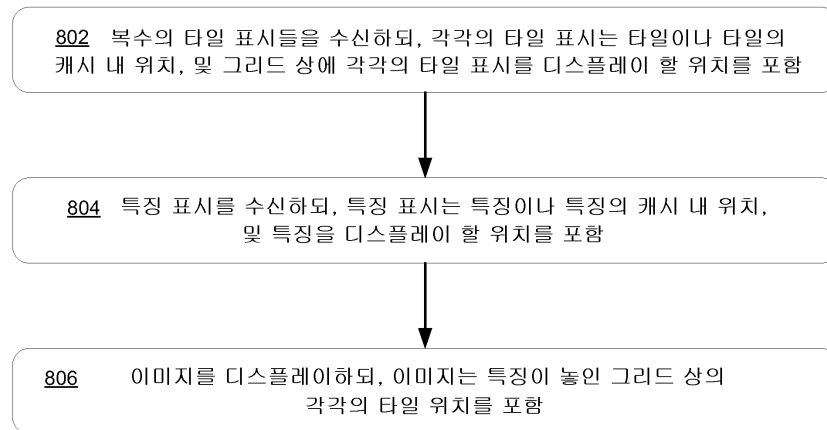 802 복수의 타일 표시들을 수신하되, 각각의 타일 표시는 타일이나 타일의
캐시 내 위치, 및 그리드 상에 각각의 타일 표시를 디스플레이 할 위치를 포함
804 특징 표시를 수신하되, 특징 표시는 특징이나 특징의 캐시 내 위치,
및 특징을 디스플레이 할 위치를 포함
806 이미지를 디스플레이하되, 이미지는 특징이 놓인 그리드 상의
각각의 타일 위치를 포함